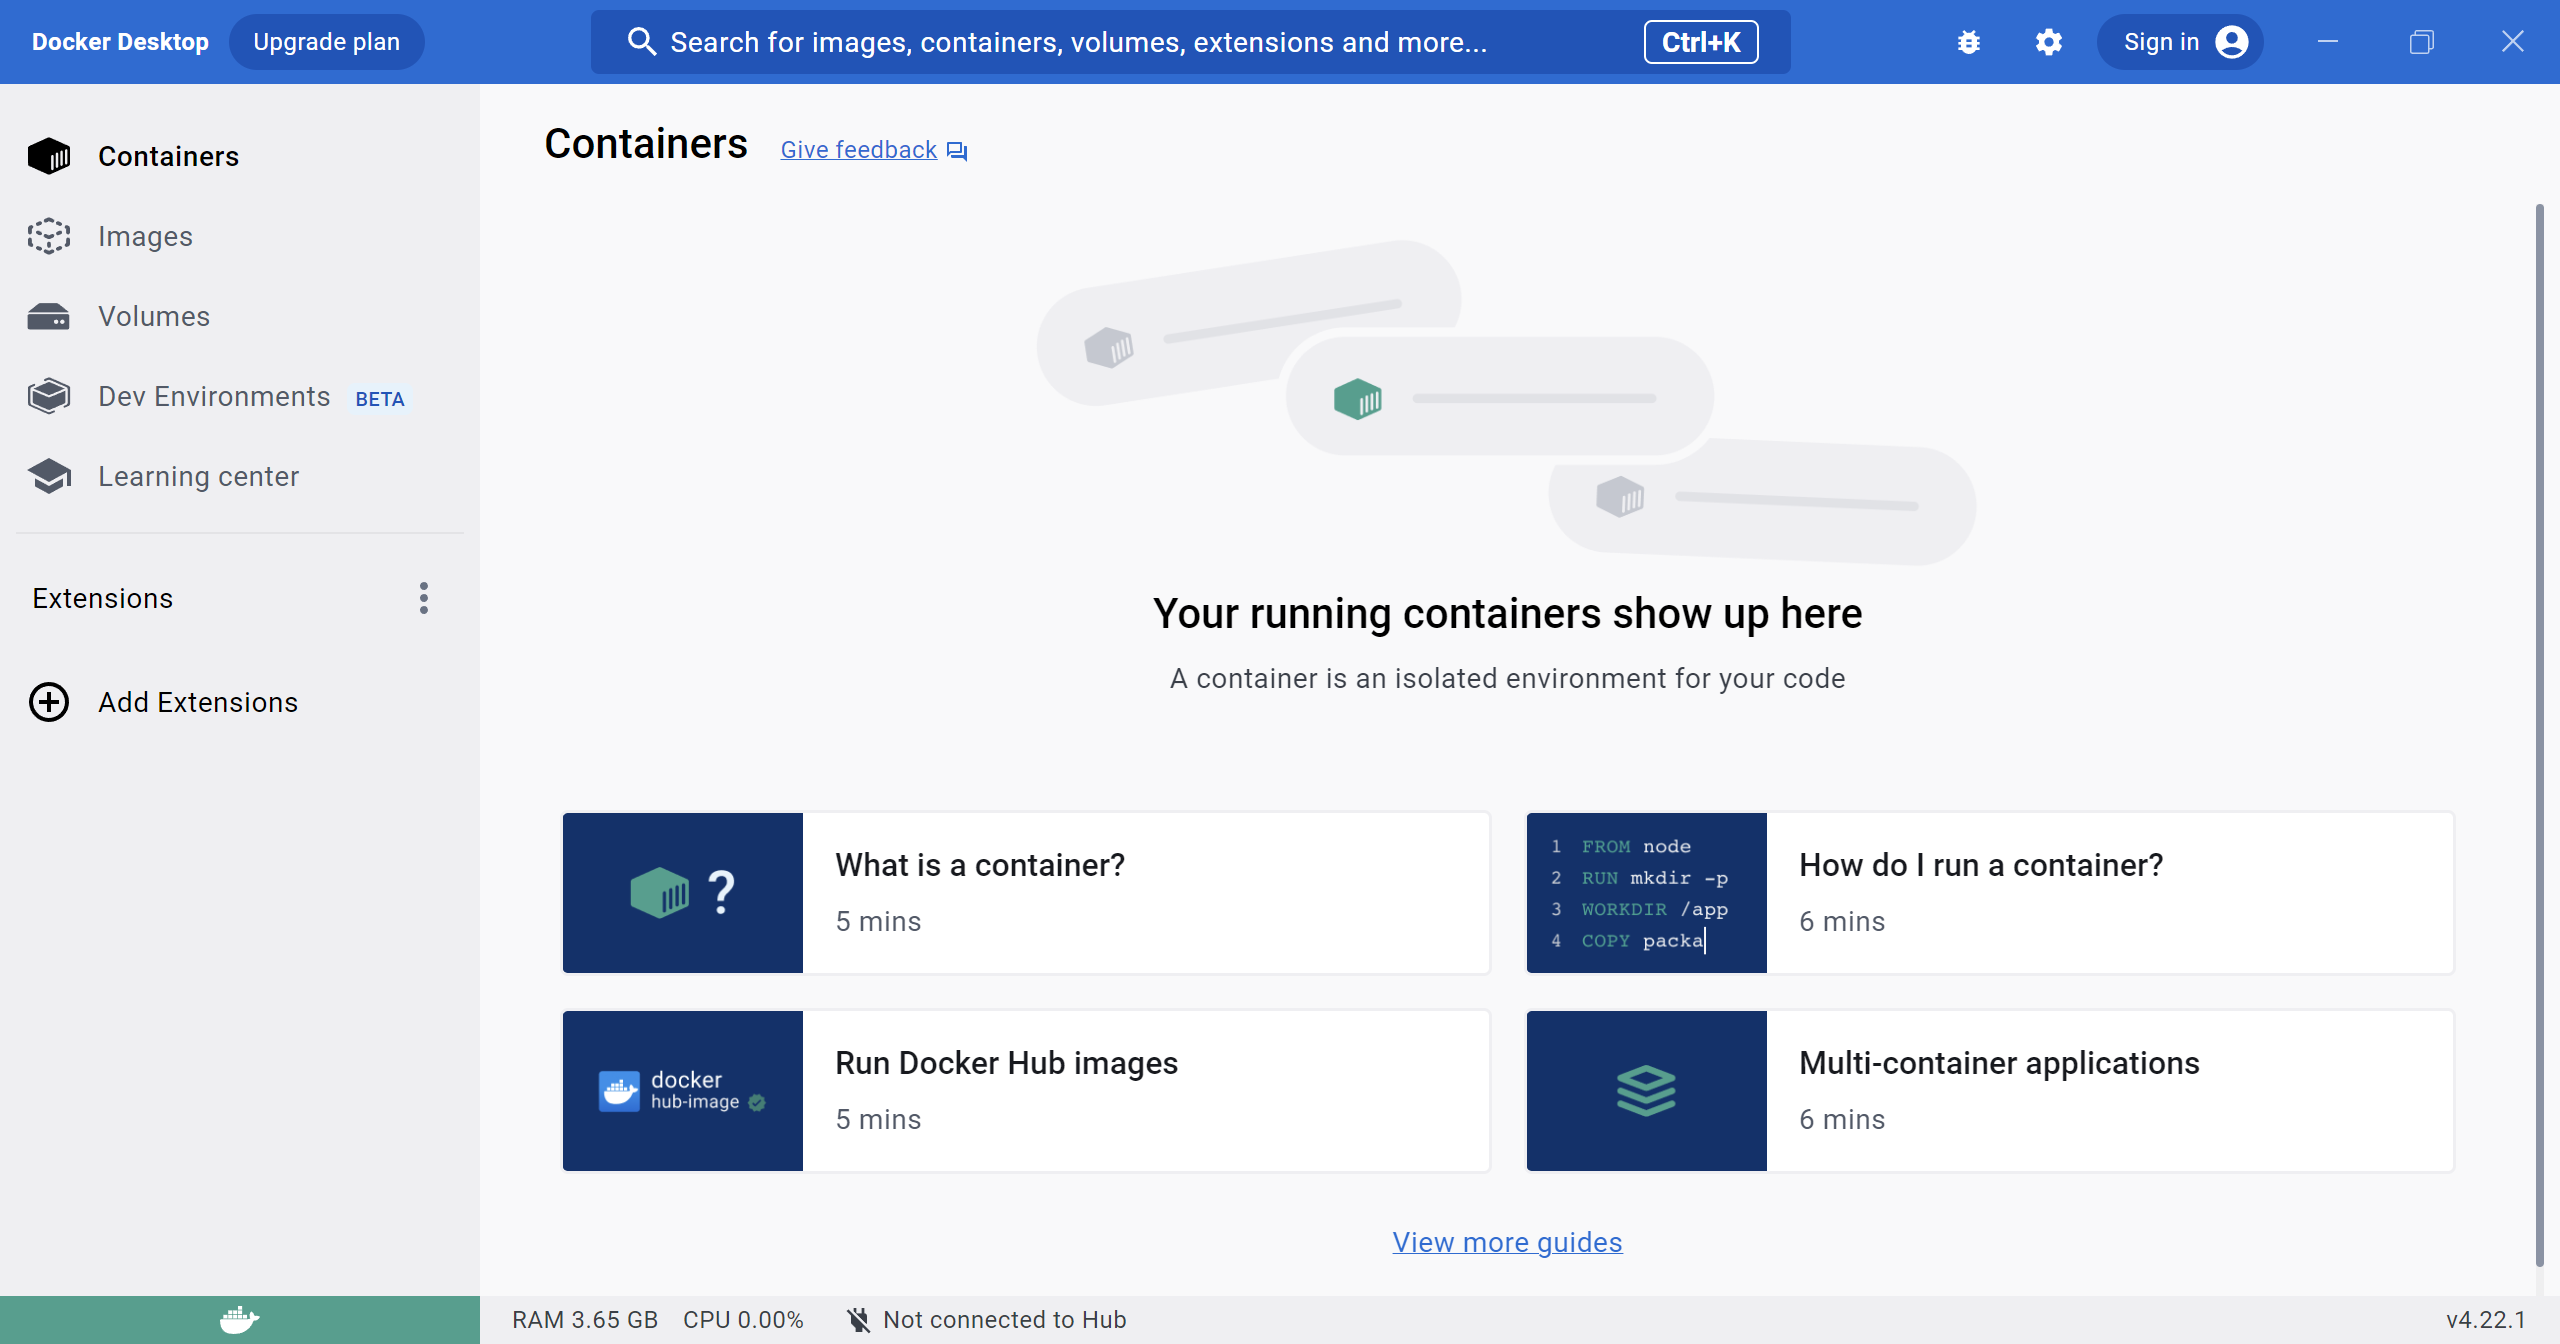 Docker Desktop
Upgrade plan
Search for images, containers, volumes, extensions and more...
Ctrl+K
Sign in
Containers
Images
Volumes
Dev Environments BETA
Learning center
Extensions
Add Extensions
Containers
Give feedback
Your running containers show up here
A container is an isolated environment for your code
?
What is a container?
5 mins
1 FROM node
2 RUN mkdir -p
3 WORKDIR /app
4 COPY packa
How do I run a container?
6 mins
docker
hub-image
Run Docker Hub images
5 mins
Multi-container applications
6 mins
View more guides
RAM 3.65 GB CPU 0.00% Not connected to Hub
v4.22.1